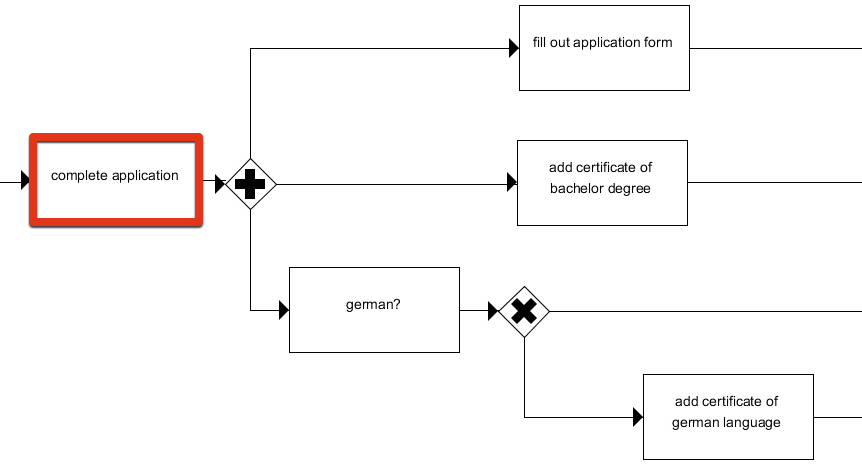 fill out application form
complete application
add certificate of
bachelor degree
german?
add certificate of
german language